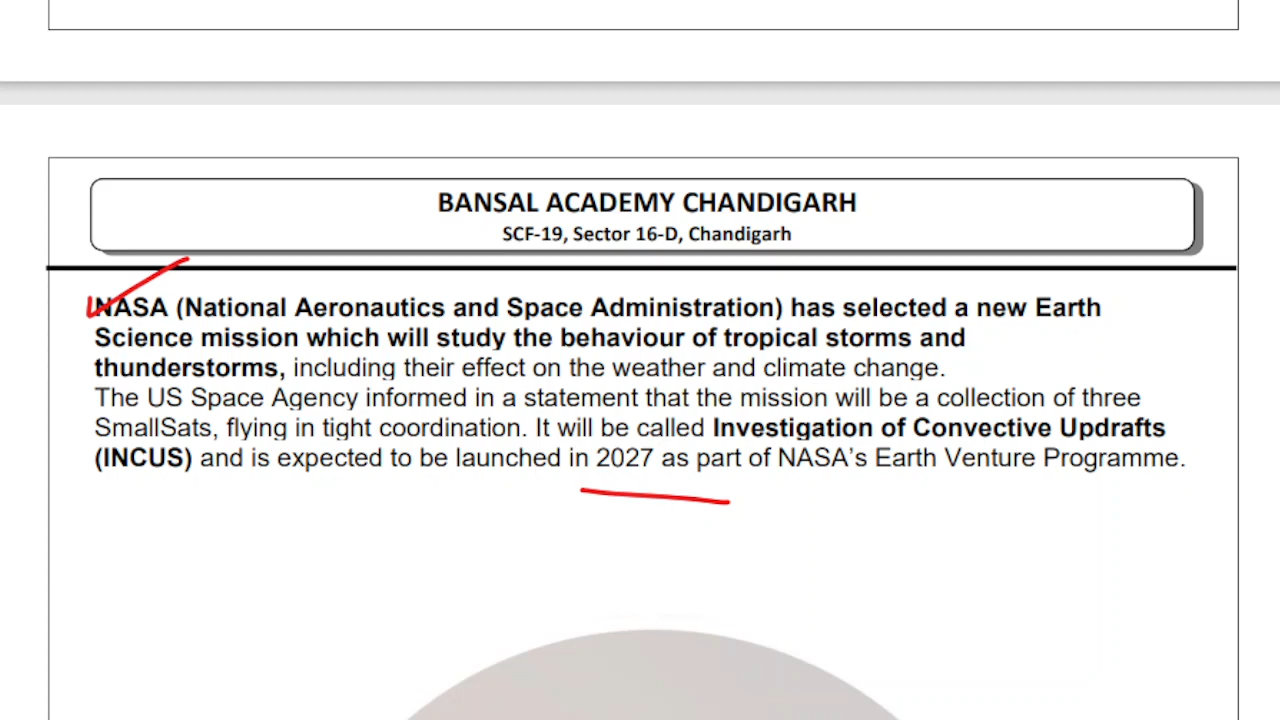 BANSAL ACADEMY CHANDIGARH
SCF-19, Sector 16-D, Chandigarh
NASA (National Aeronautics and Space Administration) has selected a new Earth
Science mission which will study the behaviour of tropical storms and
thunderstorms, including their effect on the weather and climate change.
The US Space Agency informed in a statement that the mission will be a collection of three
SmallSats, flying in tight coordination. It will be called Investigation of Convective Updrafts
(INCUS) and is expected to be launched in 2027 as part of NASA’s Earth Venture Programme.